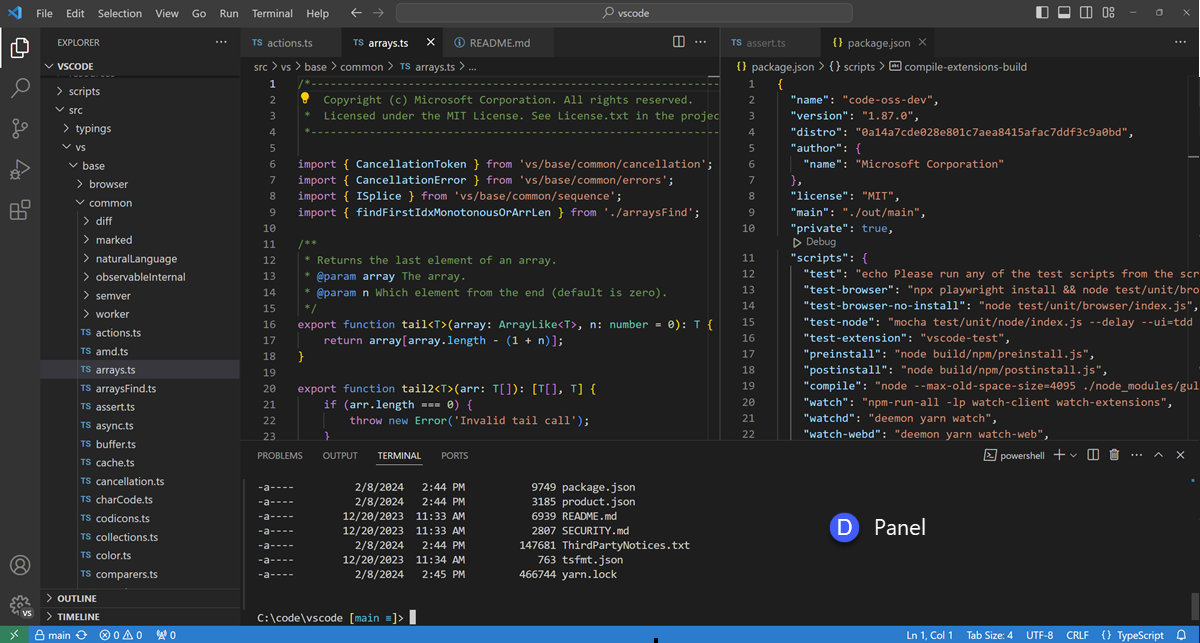 File Edit Selection View Go Run Terminal Help
vscode
EXPLORER
VSCODE
scripts
src
typings
vs
base
browser
common
diff
marked
naturalLanguage
observableInternal
semver
worker
TS actions.ts
TS amd.ts
TS arrays.ts
TS arraysFind.ts
TS assert.ts
TS async.ts
TS buffer.ts
TS cache.ts
TS cancellation.ts
TS charCode.ts
TS codicons.ts
TS collections.ts
TS color.ts
TS comparers.ts
OUTLINE
TIMELINE
VS
TS actions.ts TS arrays.ts README.md
src > vs > base > common > TS arrays.ts > ...
1 /*---------------------------------------------------------------
2 Copyright (c) Microsoft Corporation. All rights reserved.
3 * Licensed under the MIT License. See License.txt in the projec
4 *---------------------------------------------------------------
5
6 import { CancellationToken } from 'vs/base/common/cancellation';
7 import { CancellationError } from 'vs/base/common/errors';
8 import { ISplice } from 'vs/base/common/sequence';
9 import { findFirstIdxMonotonousOrArrLen } from './arraysFind';
10
11 /**
12 * Returns the last element of an array.
13 * @param array The array.
14 * @param n Which element from the end (default is zero).
15 */
16 export function tail<T>(array: ArrayLike<T>, n: number = 0): T {
17 return array[array.length - (1 + n)];
18 }
19
20 export function tail2<T>(arr: T[]): [T[], T] {
21 if (arr.length === 0) {
22 throw new Error('Invalid tail call');
23 }
TS assert.ts {} package.json
{} package.json > {} scripts > compile-extensions-build
1 {
2 "name": "code-oss-dev",
3 "version": "1.87.0",
4 "distro": "0a14a7cde028e801c7aea8415afac7ddf3c9a0bd",
5 "author": {
6 "name": "Microsoft Corporation"
7 },
8 "license": "MIT",
9 "main": "./out/main",
10 "private": true,
Debug
11 "scripts": {
12 "test": "echo Please run any of the test scripts from the scr
13 "test-browser": "npx playwright install && node test/unit/bro
14 "test-browser-no-install": "node test/unit/browser/index.js",
15 "test-node": "mocha test/unit/node/index.js --delay --ui=tdd
16 "test-extension": "vscode-test",
17 "preinstall": "node build/npm/preinstall.js",
18 "postinstall": "node build/npm/postinstall.js",
19 "compile": "node --max-old-space-size=4095 ./node_modules/gul
20 "watch": "npm-run-all -lp watch-client watch-extensions",
21 "watchd": "deemon yarn watch",
22 "watch-webd": "deemon yarn watch-web",
PROBLEMS OUTPUT TERMINAL PORTS
powershell
-a---- 2/8/2024 2:44 PM 9749 package.json
-a---- 2/8/2024 2:44 PM 3185 product.json
-a---- 12/20/2023 11:33 AM 6939 README.md
-a---- 12/20/2023 11:33 AM 2807 SECURITY.md
-a---- 2/8/2024 2:44 PM 147681 ThirdPartyNotices.txt
-a---- 12/20/2023 11:34 AM 763 tsfmt.json
-a---- 2/8/2024 2:45 PM 466744 yarn.lock
C:\code\vscode [main ≡]>
D Panel
main 0 0 0 Ln 1, Col 1 Tab Size: 4 UTF-8 CRLF {} TypeScript